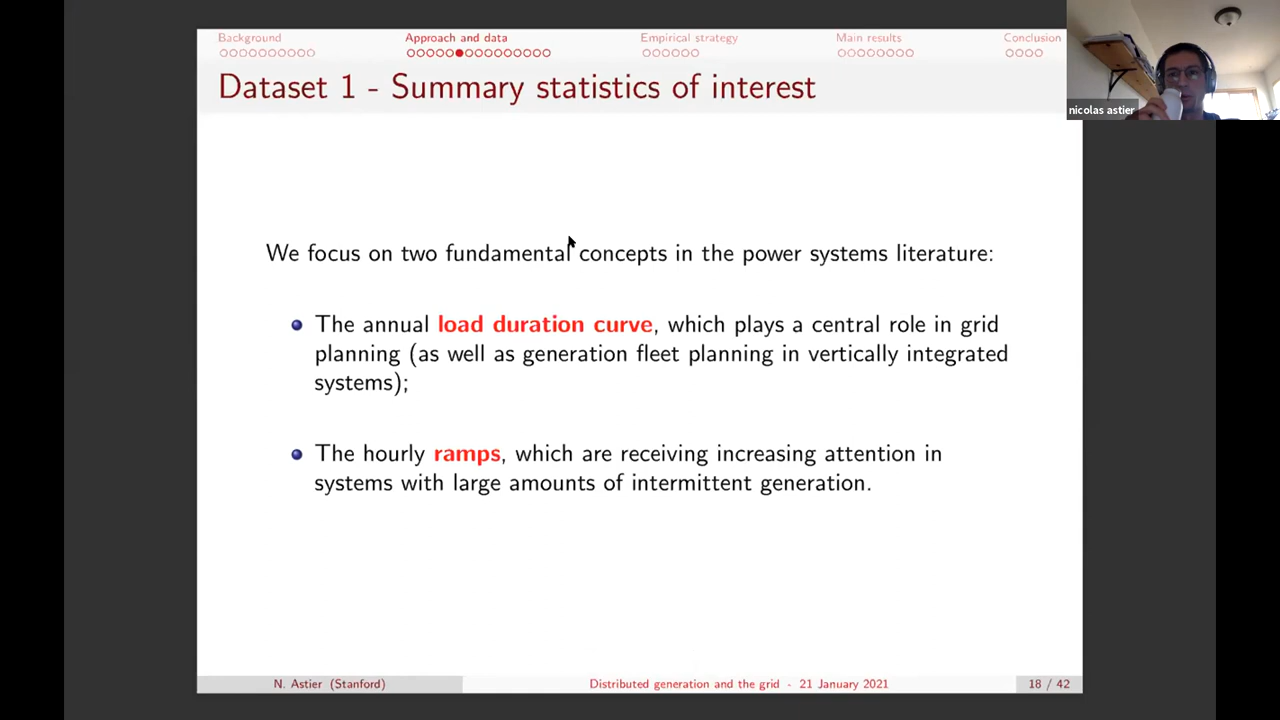 Background
Approach and data
Empirical strategy
Main results
Conclusion
Dataset 1 - Summary statistics of interest
nicolas astier
We focus on two fundamental concepts in the power systems literature:
The annual load duration curve, which plays a central role in grid
planning (as well as generation fleet planning in vertically integrated
systems);
The hourly ramps, which are receiving increasing attention in
systems with large amounts of intermittent generation.
N. Astier (Stanford)
Distributed generation and the grid - 21 January 2021
18 / 42